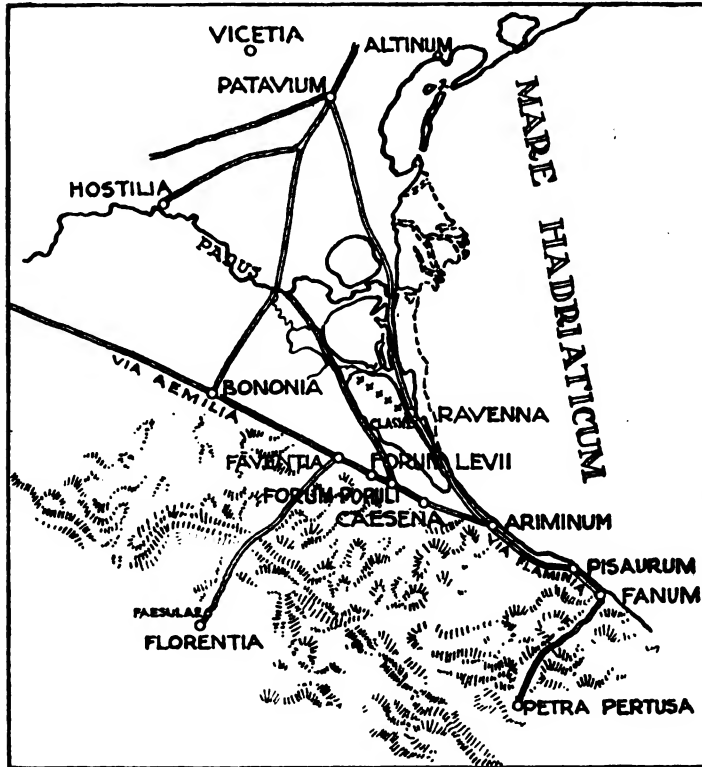 VICETIA
ALTINUM
PATAVIUM
MARE HADRIATICUM
HOSTILIA
PADUS
VIA AEMILIA
BONONIA
RAVENNA
CLASSIS
FAVENTIA
FORUM LEVII
FORUM POPULI
CAESENA
ARIMINUM
VIA FLAMINIA
PISAURUM
FANUM
FAESULAE
FLORENTIA
PETRA PERTUSA